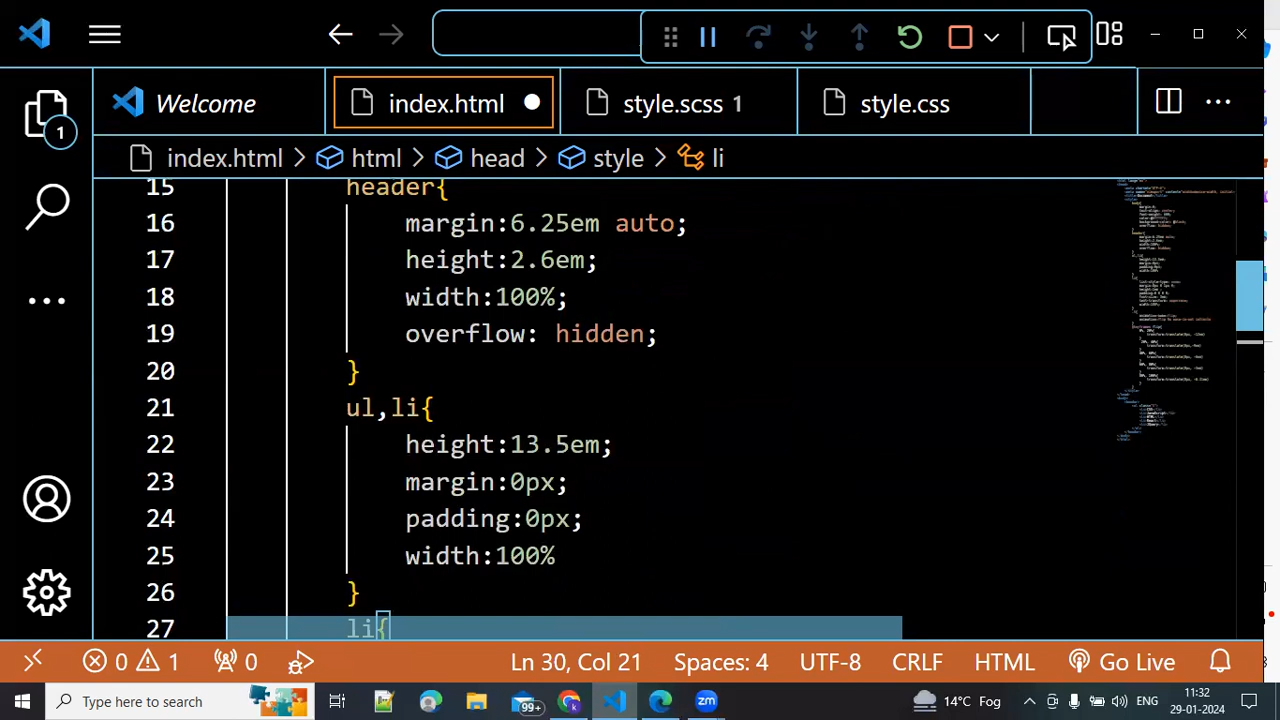 Welcome
index.html
style.scss 1
style.css
1
index.html > html > head > style > li
15 header{
16 margin:6.25em auto;
17 height:2.6em;
18 width:100%;
19 overflow: hidden;
20 }
21 ul,li{
22 height:13.5em;
23 margin:0px;
24 padding:0px;
25 width:100%
26 }
27 li{
0 1 0 Ln 30, Col 21 Spaces: 4 UTF-8 CRLF HTML Go Live
Type here to search 99+ zm 14°C Fog ENG 11:32
29-01-2024